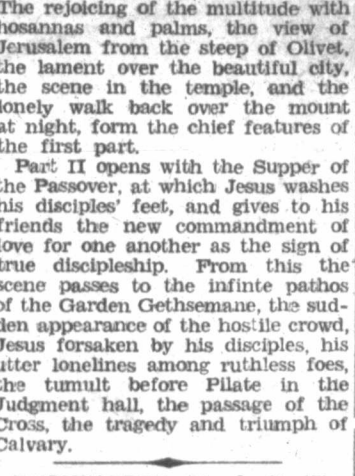 The rejoicing of the multitude with
hosannas and palms, the view of
Jerusalem from the steep of Olivet,
the lament over the beautiful city,
the scene in the temple, and the
lonely walk back over the mount
at night, form the chief features of
the first part.
Part II opens with the Supper of
the Passover, at which Jesus washes
his disciples' feet, and gives to his
friends the new commandment of
love for one another as the sign of
true discipleship. From this the
scene passes to the infinte pathos
of the Garden Gethsemane, the sud-
den appearance of the hostile crowd,
Jesus forsaken by his disciples, his
utter lonelines among ruthless foes,
the tumult before Pilate in the
Judgment hall, the passage of the
Cross, the tragedy and triumph of
Calvary.